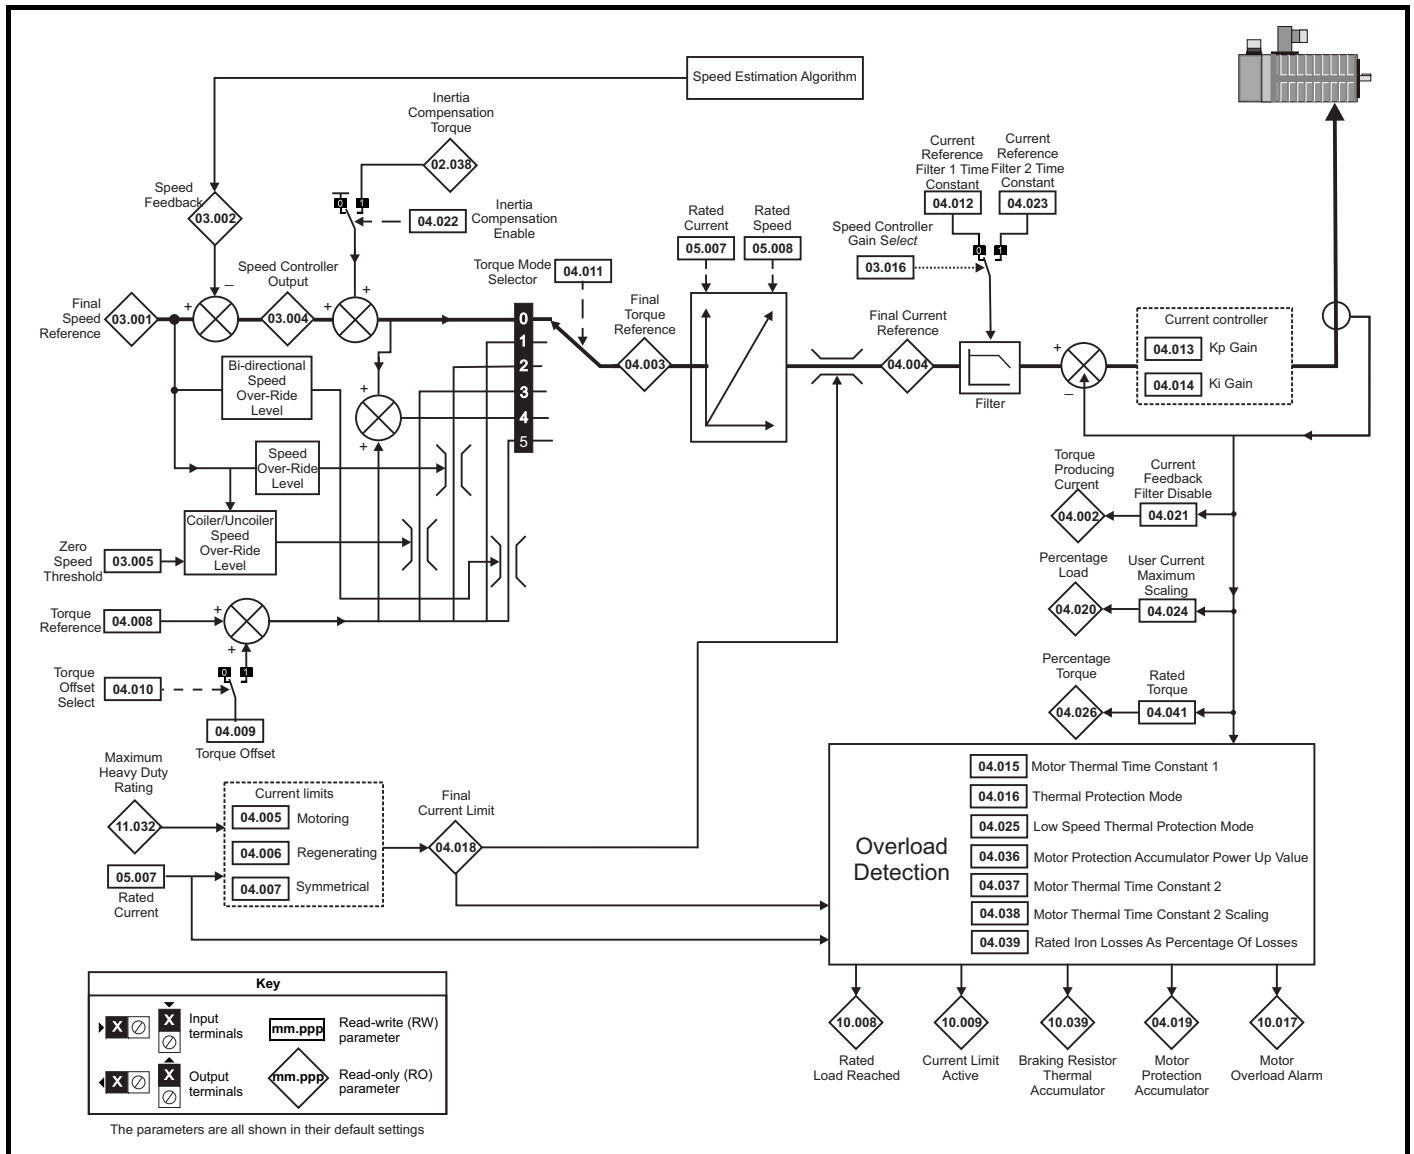 Speed Estimation Algorithm
Inertia
Compensation
Torque
02.038
Speed
Feedback
03.002
0 1
04.022
Inertia
Compensation
Enable
Current
Reference
Filter 1 Time
Constant
04.012
Current
Reference
Filter 2 Time
Constant
04.023
Rated
Current
05.007
Rated
Speed
05.008
Speed Controller
Gain Select
03.016
0 1
Torque Mode
Selector
04.011
Final
Speed
Reference
03.001
+
–
Speed Controller
Output
03.004
+
+
0
1
2
3
4
5
Final
Torque
Reference
04.003
Final Current
Reference
04.004
Filter
+
–
Current controller
04.013 Kp Gain
04.014 Ki Gain
Bi-directional
Speed
Over-Ride
Level
+
+
Speed
Over-Ride
Level
Coiler/Uncoiler
Speed
Over-Ride
Level
Zero
Speed
Threshold
03.005
Torque
Reference
04.008
+
+
0 1
Torque
Offset
Select
04.010
04.009
Torque Offset
Torque
Producing
Current
04.002
Current
Feedback
Filter Disable
04.021
Percentage
Load
04.020
User Current
Maximum
Scaling
04.024
Percentage
Torque
04.026
Rated
Torque
04.041
Maximum
Heavy Duty
Rating
11.032
05.007
Rated
Current
Current limits
04.005 Motoring
04.006 Regenerating
04.007 Symmetrical
Final
Current Limit
04.018
Overload
Detection
04.015 Motor Thermal Time Constant 1
04.016 Thermal Protection Mode
04.025 Low Speed Thermal Protection Mode
04.036 Motor Protection Accumulator Power Up Value
04.037 Motor Thermal Time Constant 2
04.038 Motor Thermal Time Constant 2 Scaling
04.039 Rated Iron Losses As Percentage Of Losses
10.008
Rated
Load Reached
10.009
Current Limit
Active
10.039
Braking Resistor
Thermal
Accumulator
04.019
Motor
Protection
Accumulator
10.017
Motor
Overload Alarm
Key
X X
Input
terminals
mm.ppp
Read-write (RW)
parameter
X X
Output
terminals
mm.ppp
Read-only (RO)
parameter
The parameters are all shown in their default settings